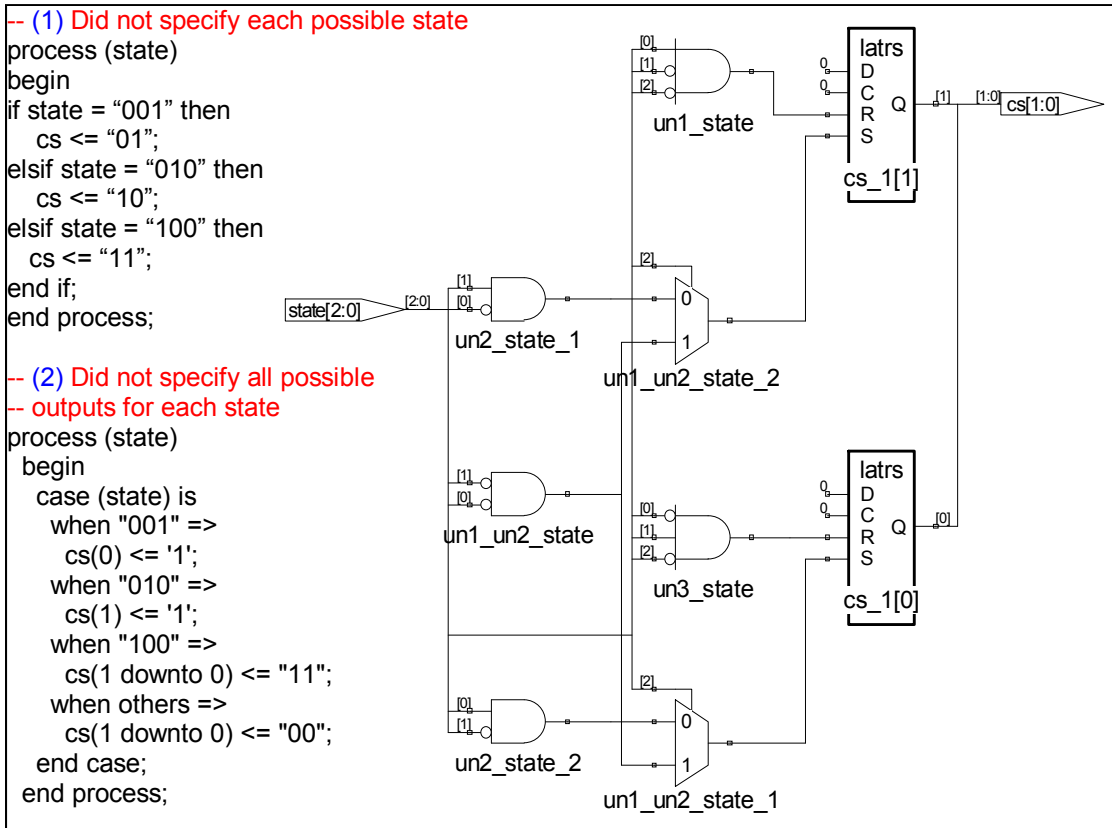 -- (1) Did not specify each possible state
process (state)
begin
if state = “001” then
cs <= “01”;
elsif state = “010” then
cs <= “10”;
elsif state = “100” then
cs <= “11”;
end if;
end process;
-- (2) Did not specify all possible
-- outputs for each state
process (state)
begin
case (state) is
when "001" =>
cs(0) <= '1';
when "010" =>
cs(1) <= '1';
when "100" =>
cs(1 downto 0) <= "11";
when others =>
cs(1 downto 0) <= "00";
end case;
end process;
state[2:0]
[2:0]
[1]
[0]
un2_state_1
[1]
[0]
un1_un2_state
[0]
[1]
un2_state_2
[0]
[1]
[2]
un1_state
[2]
0
1
un1_un2_state_2
[0]
[1]
[2]
un3_state
[2]
0
1
un1_un2_state_1
latrs
0
D
0
C
R
S
Q
cs_1[1]
[1]
[1:0]
cs[1:0]
latrs
0
D
0
C
R
S
Q
cs_1[0]
[0]